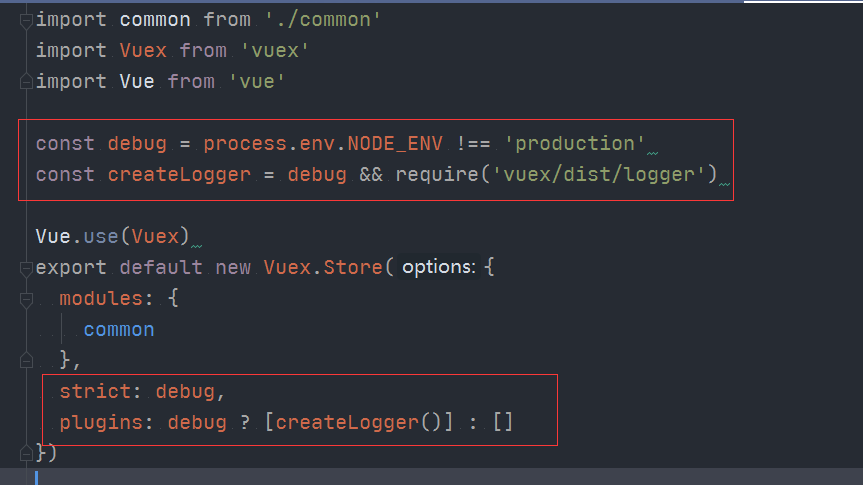 import common from './common'
import Vuex from 'vuex'
import Vue from 'vue'
const debug = process.env.NODE_ENV !== 'production'
const createLogger = debug && require('vuex/dist/logger')
Vue.use(Vuex)
export default new Vuex.Store( options: {
modules: {
common
},
strict: debug,
plugins: debug ? [createLogger()] : []
})